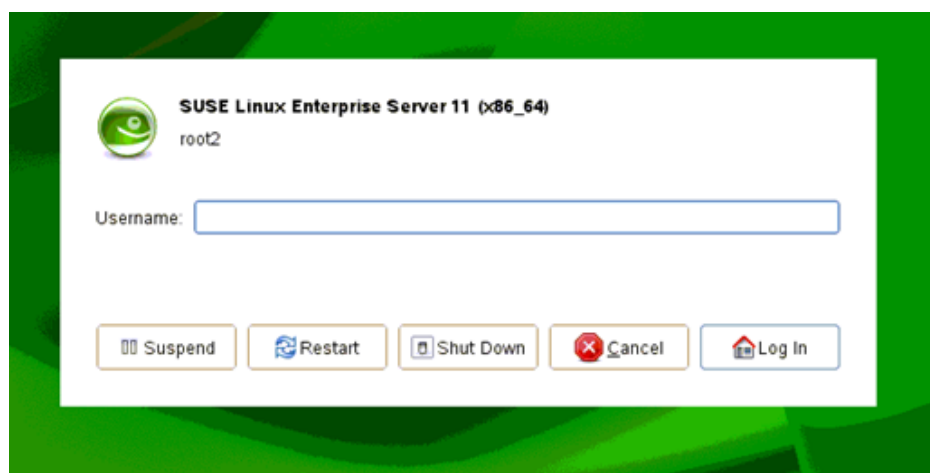 SUSE Linux Enterprise Server 11 (x86_64)
root2
Username:
Suspend Restart Shut Down Cancel Log In